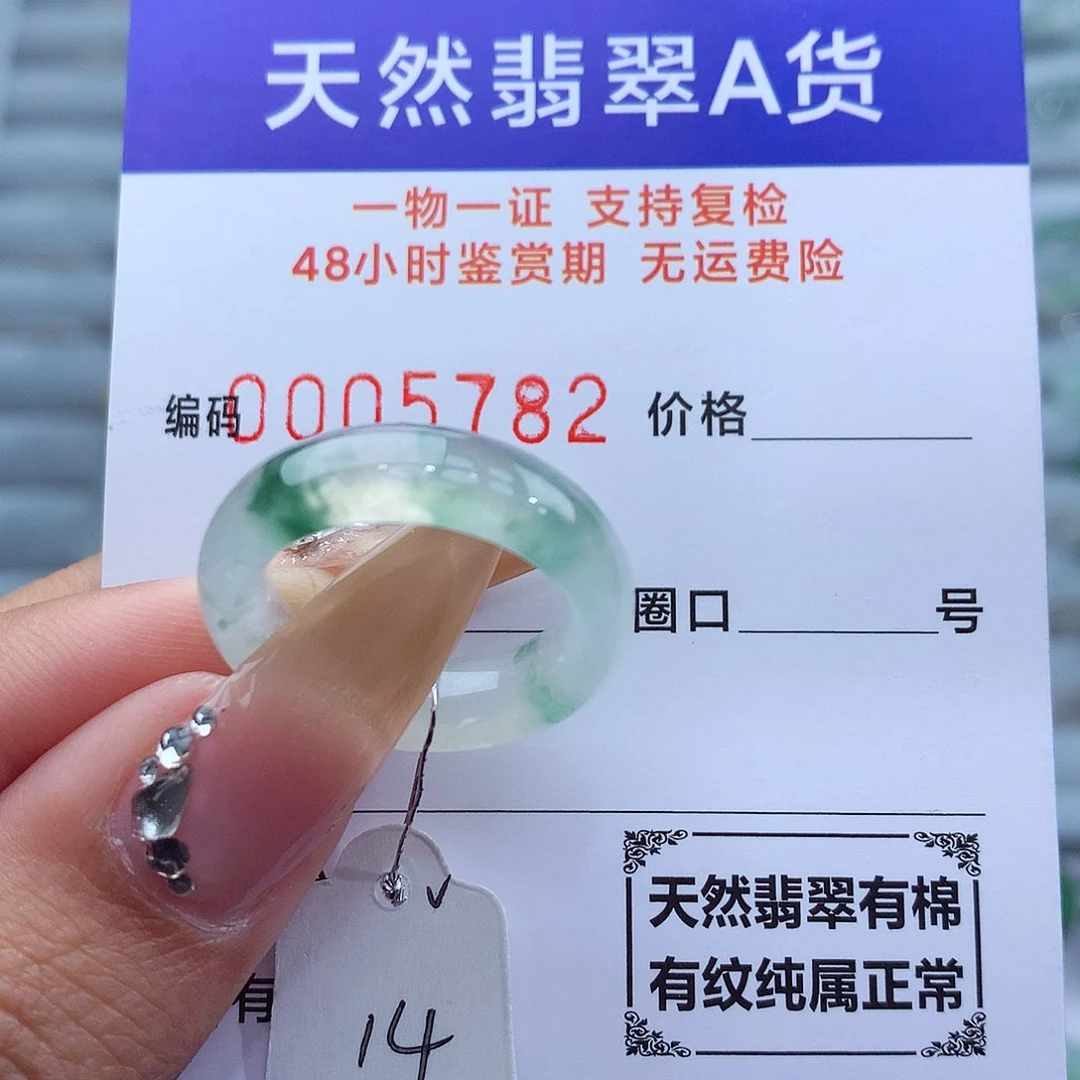 天然翡翠A货
一物一证 支持复检
48小时鉴赏期 无运费险
编码0005782 价格
圈口 号
天然翡翠有棉
有纹纯属正常
有
14